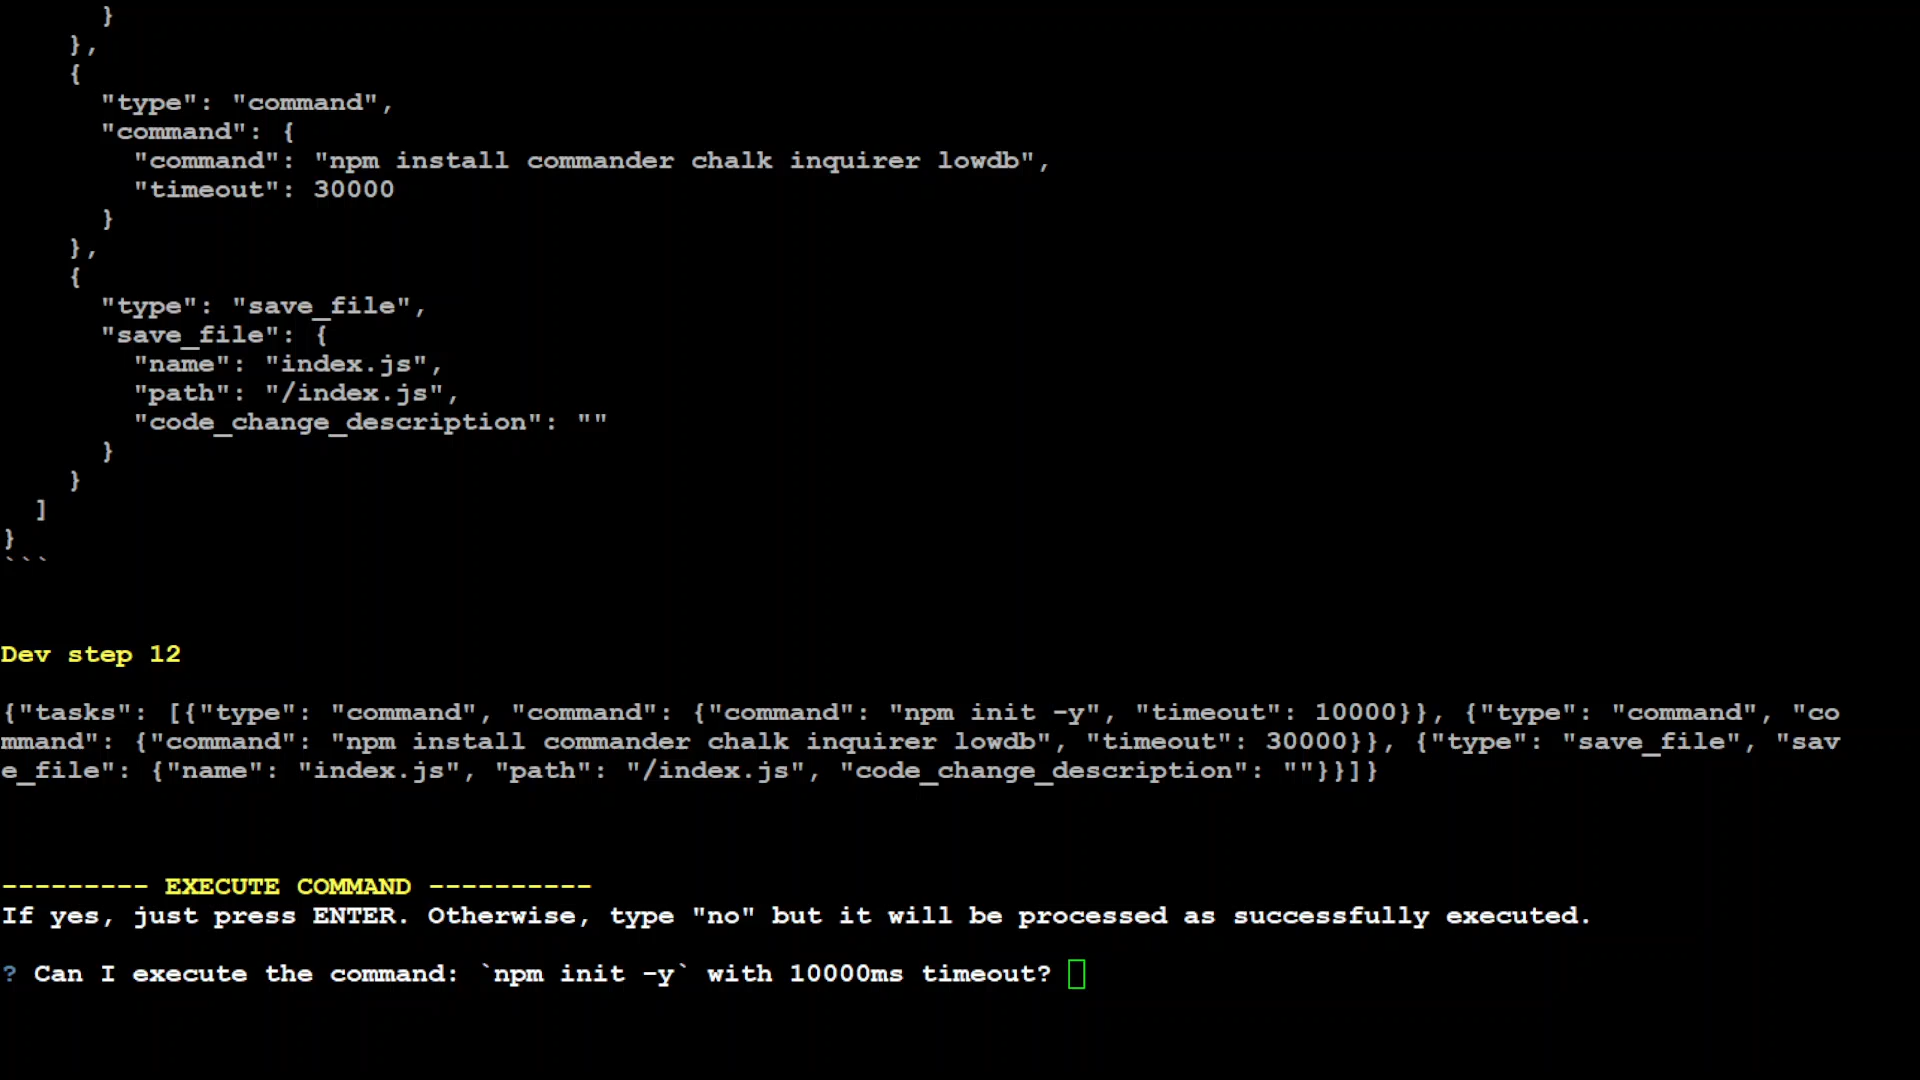 }
    },
    {
      "type": "command",
      "command": {
        "command": "npm install commander chalk inquirer lowdb",
        "timeout": 30000
      }
    },
    {
      "type": "save_file",
      "save_file": {
        "name": "index.js",
        "path": "/index.js",
        "code_change_description": ""
      }
    }
  ]
}
```
Dev step 12
{"tasks": [{"type": "command", "command": {"command": "npm init -y", "timeout": 10000}}, {"type": "command", "co
mmand": {"command": "npm install commander chalk inquirer lowdb", "timeout": 30000}}, {"type": "save_file", "sav
e_file": {"name": "index.js", "path": "/index.js", "code_change_description": ""}}]}
--------- EXECUTE COMMAND ----------
If yes, just press ENTER. Otherwise, type "no" but it will be processed as successfully executed.
? Can I execute the command: `npm init -y` with 10000ms timeout?